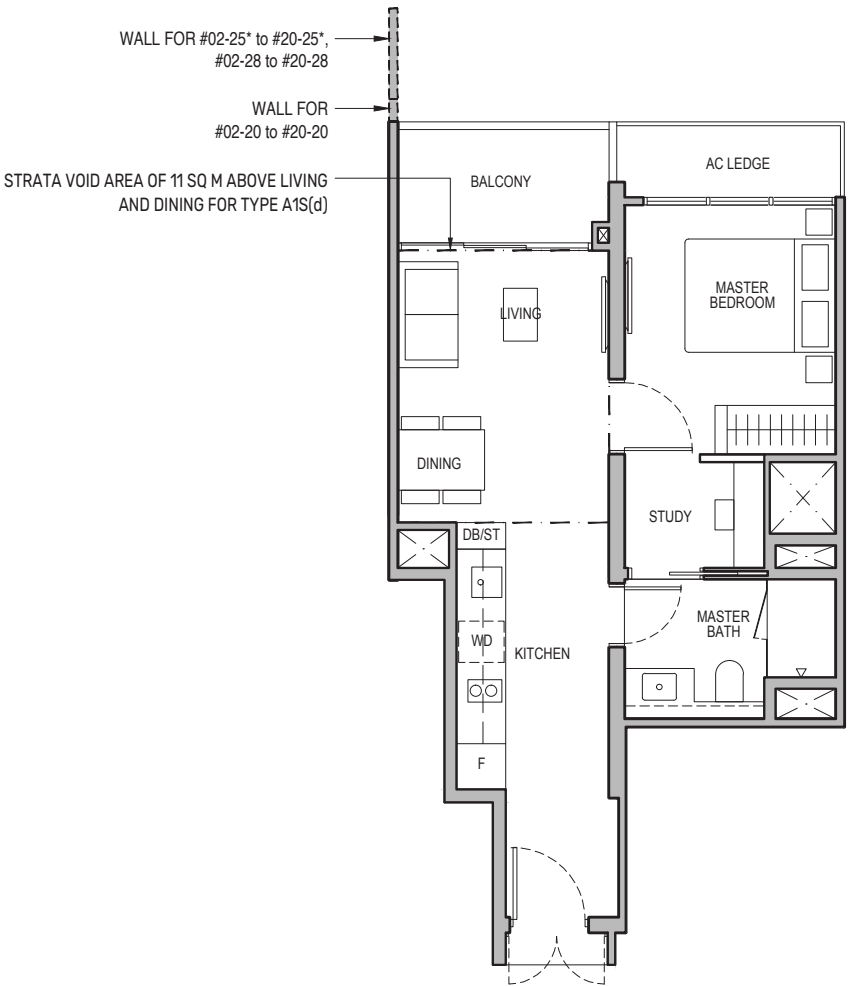 WALL FOR #02-25* to #20-25*,
#02-28 to #20-28
WALL FOR
#02-20 to #20-20
STRATA VOID AREA OF 11 SQ M ABOVE LIVING
AND DINING FOR TYPE A1S(d)
BALCONY
AC LEDGE
MASTER
BEDROOM
LIVING
DINING
STUDY
DB/ST
MASTER
BATH
WD
KITCHEN
F